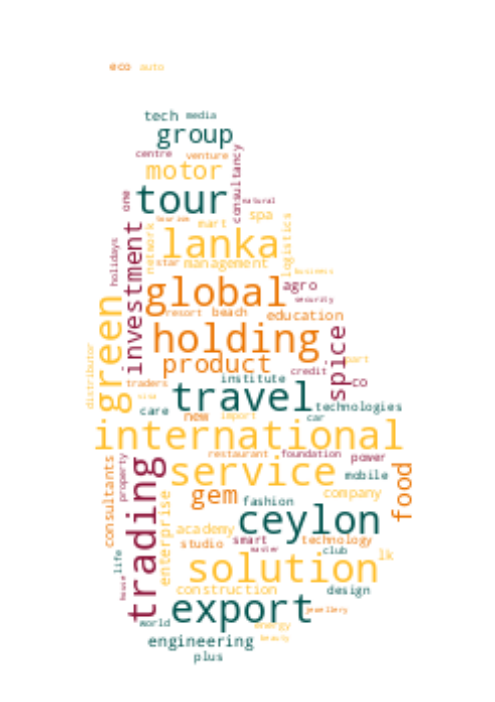 eco auto
tech media
group
centre venture
motor
consultancy
tour
one
natural
spa
tourism
mart
lanka
network
logistics
holidays
investment
star management
business
global
agro
security
resort beach education
green
holding
spice
part
product
credit
distributor
institute
traders
co
travel
care
new import
technologies
car
international
restaurant foundation power
consultants
property
trading
service
mobile
food
gem
fashion
company
enterprise
academy
ceylon
studio smart technology
master
club
lk
life
house
solution
construction
design
export
jewellery
world
energy
engineering
beauty
plus